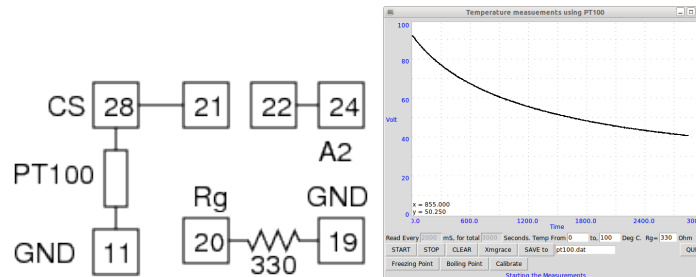 CS 28 21 22 24
A2
PT100
Rg GND
GND 11 20 19
330
Temperature measuements using PT100
100
80
60
Volt
40
20
0
x = 855.000
y = 50.250
0.0 600.0 1200.0 1800.0 2400.0 300
Time
Read Every mS. for total Seconds. Temp From 0 to, 100 Deg C. Rg= 330 Ohm
START STOP CLEAR Xmgrace SAVE to pt100.dat QUI
Freezing Point Boiling Point Calibrate
Starting the Measurements